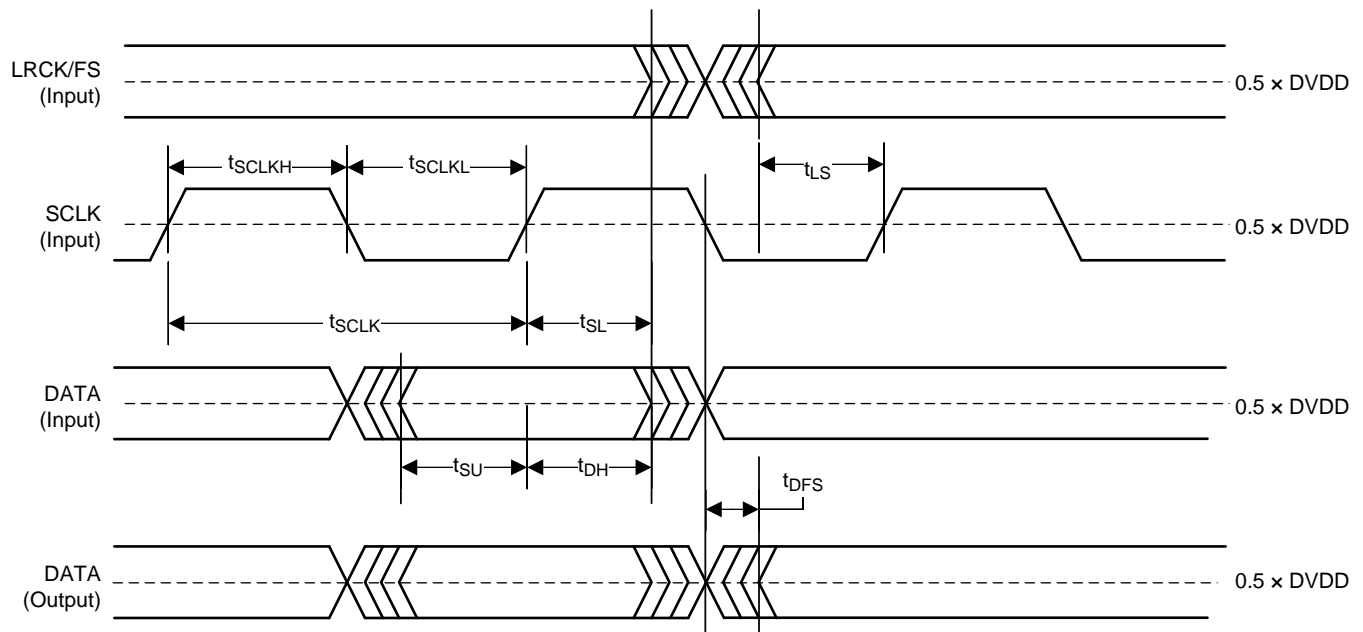 LRCK/FS
(Input)
0.5 × DVDD
tSCLKH
tSCLKL
tLS
SCLK
(Input)
0.5 × DVDD
tSCLK
tSL
DATA
(Input)
0.5 × DVDD
tSU
tDH
tDFS
DATA
(Output)
0.5 × DVDD